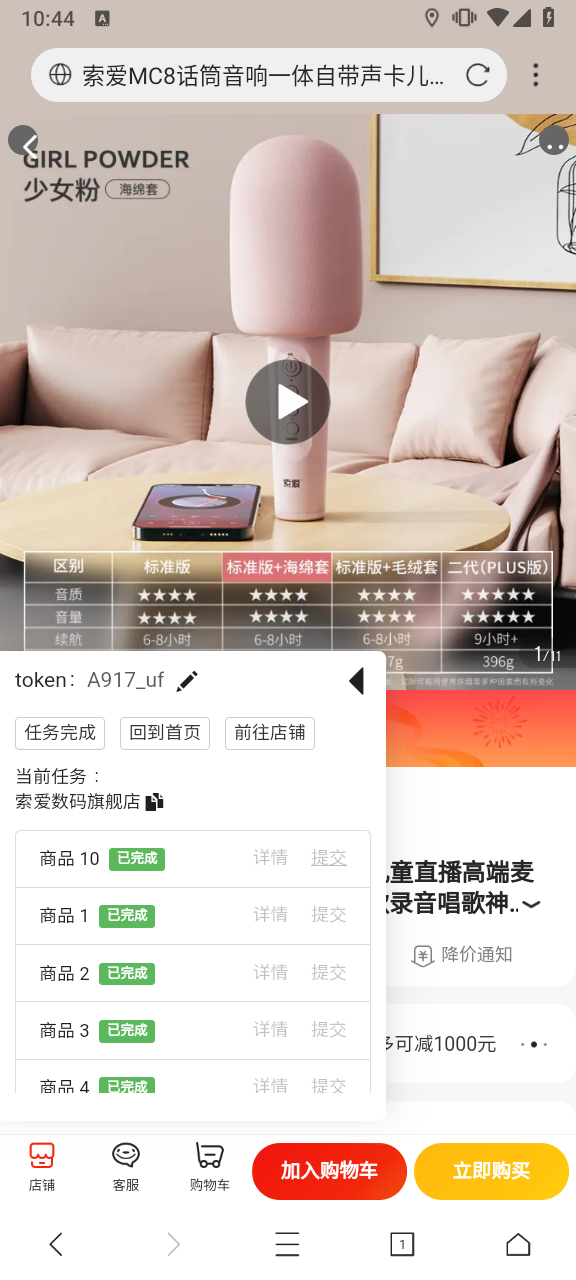 10:44
A
索爱MC8话筒音响一体自带声卡儿...
GIRL POWDER
少女粉 海绵套
索爱
区别 标准版 标准版+海绵套 标准版+毛绒套 二代(PLUS版)
音质 ★★★★ ★★★★ ★★★★ ★★★★★
音量 ★★★★ ★★★★ ★★★★ ★★★★★
续航 6-8小时 6-8小时 6-8小时 9小时+
7g 396g
1/11
token： A917_uf
任务完成 回到首页 前往店铺
当前任务：
索爱数码旗舰店
商品 10 已完成 详情 提交
商品 1 已完成 详情 提交
商品 2 已完成 详情 提交
商品 3 已完成 详情 提交
商品 4 已完成 详情 提交
儿童直播高端麦
录音唱歌神..
降价通知
多可减1000元
店铺 客服 购物车 加入购物车 立即购买
1